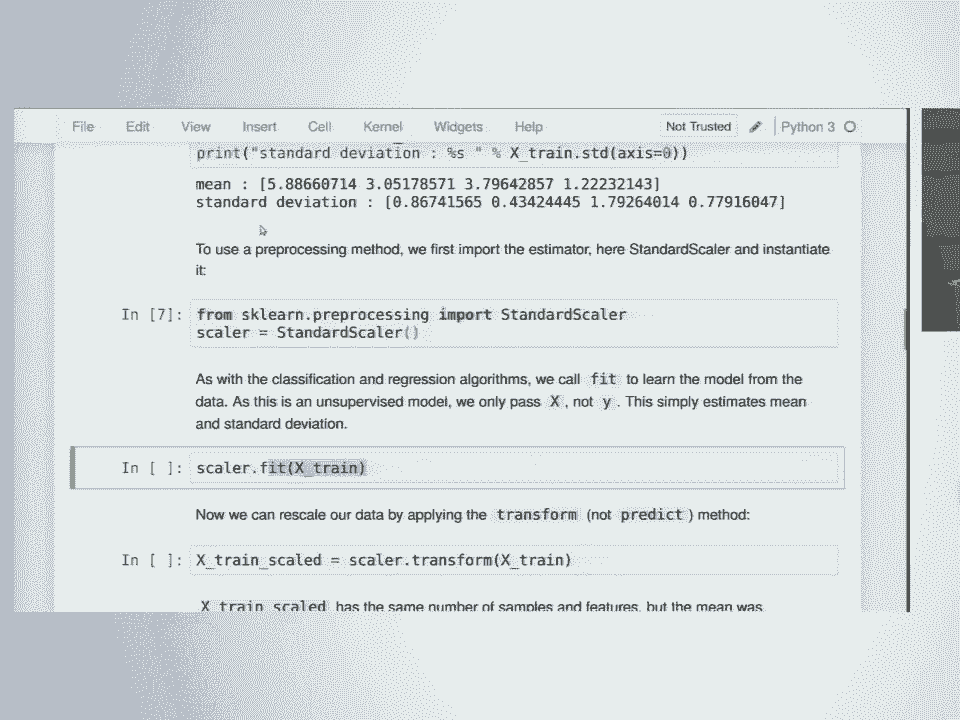 File Edit View Insert Cell Kernel Widgets Help Not Trusted Python 3
print("standard deviation : %s " % X_train.std(axis=0))
mean : [5.88660714 3.05178571 3.79642857 1.22232143]
standard deviation : [0.86741565 0.43424445 1.79264014 0.77916047]
To use a preprocessing method, we first import the estimator, here StandardScaler and instantiate
it:
In [7]: from sklearn.preprocessing import StandardScaler
scaler = StandardScaler()
As with the classification and regression algorithms, we call fit to learn the model from the
data. As this is an unsupervised model, we only pass X , not y . This simply estimates mean
and standard deviation.
In [ ]: scaler.fit(X_train)
Now we can rescale our data by applying the transform (not predict ) method:
In [ ]: X_train_scaled = scaler.transform(X_train)
X_train_scaled has the same number of samples and features, but the mean was